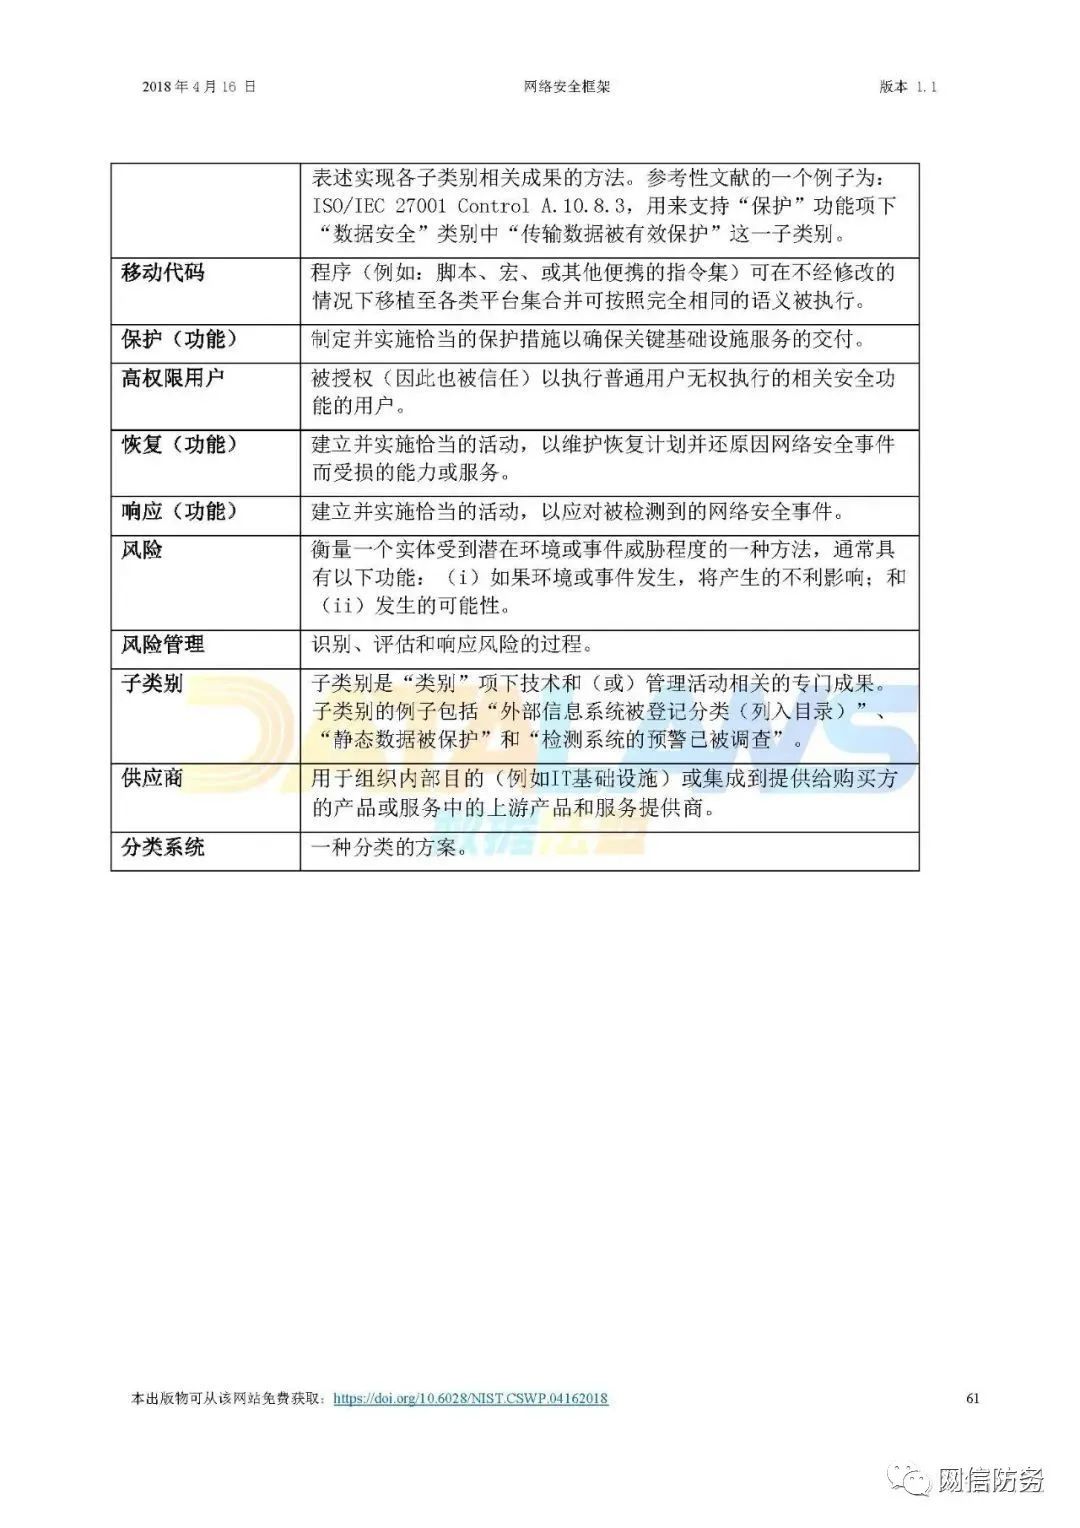 2018 年 4 月 16 日 网络安全框架 版本 1.1
表述实现各子类别相关成果的方法。参考性文献的一个例子为：
ISO/IEC 27001 Control A.10.8.3，用来支持“保护”功能项下
“数据安全”类别中“传输数据被有效保护”这一子类别。
移动代码 程序（例如：脚本、宏、或其他便携的指令集）可在不经修改的
情况下移植至各类平台集合并可按照完全相同的语义被执行。
保护（功能） 制定并实施恰当的保护措施以确保关键基础设施服务的交付。
高权限用户 被授权（因此也被信任）以执行普通用户无权执行的相关安全功
能的用户。
恢复（功能） 建立并实施恰当的活动，以维护恢复计划并还原因网络安全事件
而受损的能力或服务。
响应（功能） 建立并实施恰当的活动，以应对被检测到的网络安全事件。
风险 衡量一个实体受到潜在环境或事件威胁程度的一种方法，通常具
有以下功能：（i）如果环境或事件发生，将产生的不利影响；和
（ii）发生的可能性。
风险管理 识别、评估和响应风险的过程。
子类别 子类别是“类别”项下技术和（或）管理活动相关的专门成果。
子类别的例子包括“外部信息系统被登记分类（列入目录）”、
“静态数据被保护”和“检测系统的预警已被调查”。
供应商 用于组织内部目的（例如IT基础设施）或集成到提供给购买方
的产品或服务中的上游产品和服务提供商。
分类系统 一种分类的方案。
DATALAWS
数据法盟
本出版物可从该网站免费获取：https://doi.org/10.6028/NIST.CSWP.04162018 61
网信防务